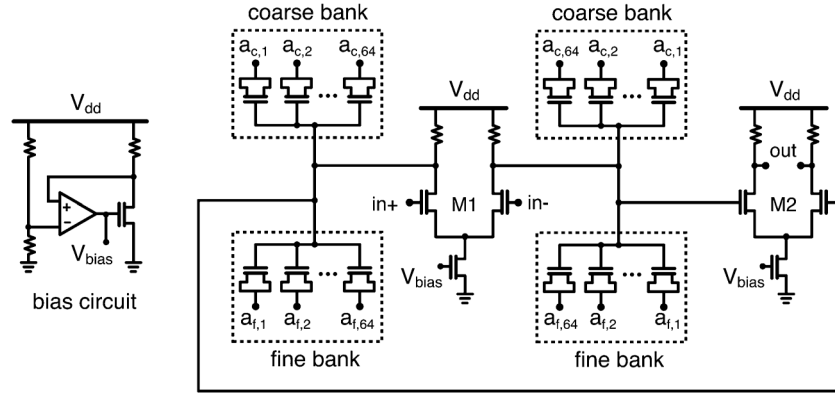 coarse bank
coarse bank
a_c,1 a_c,2 a_c,64
a_c,64 a_c,2 a_c,1
V_dd
V_dd
V_dd
...
...
out
+
−
in+
M1
in-
M2
V_bias
V_bias
V_bias
...
...
bias circuit
a_f,1 a_f,2 a_f,64
a_f,64 a_f,2 a_f,1
fine bank
fine bank